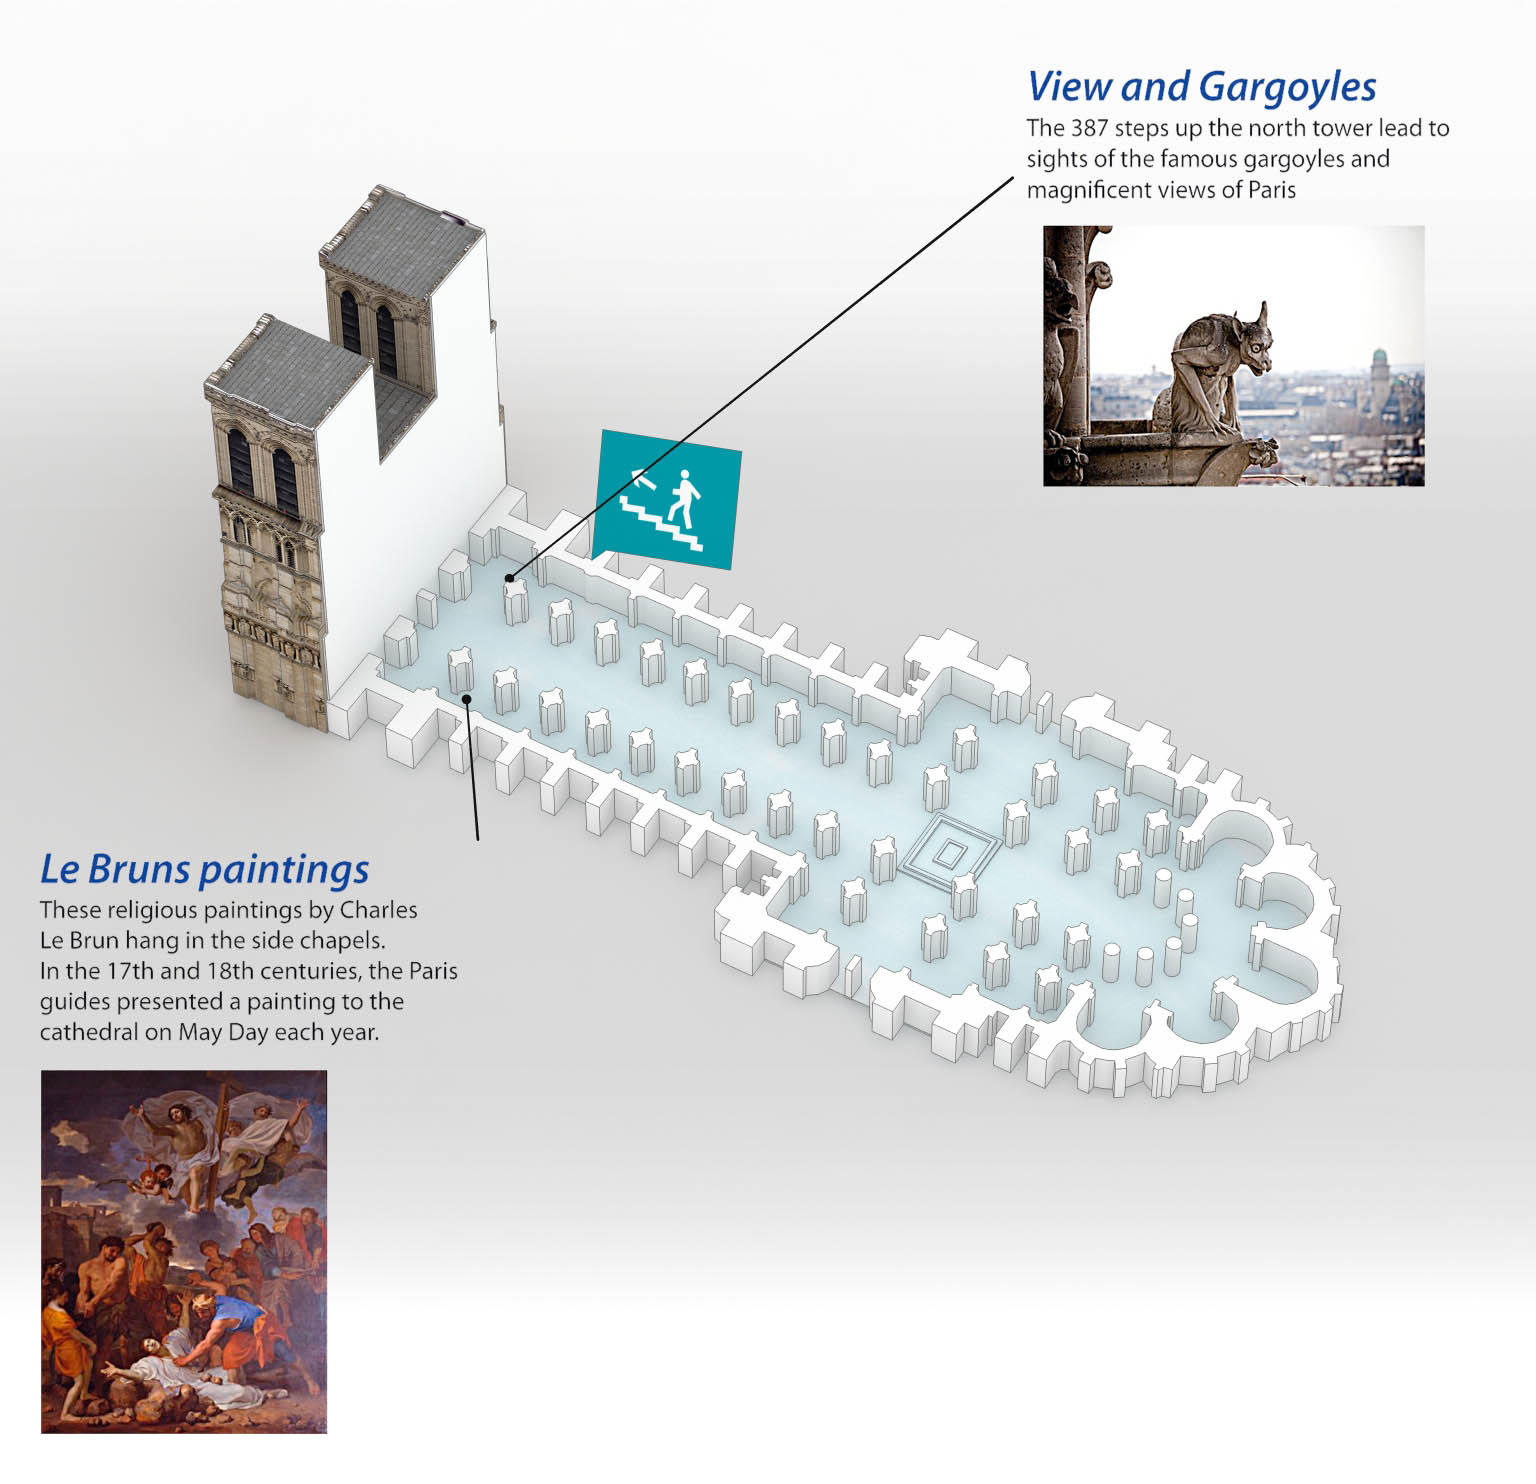 View and Gargoyles
The 387 steps up the north tower lead to
sights of the famous gargoyles and
magnificent views of Paris
Le Bruns paintings
These religious paintings by Charles
Le Brun hang in the side chapels.
In the 17th and 18th centuries, the Paris
guides presented a painting to the
cathedral on May Day each year.